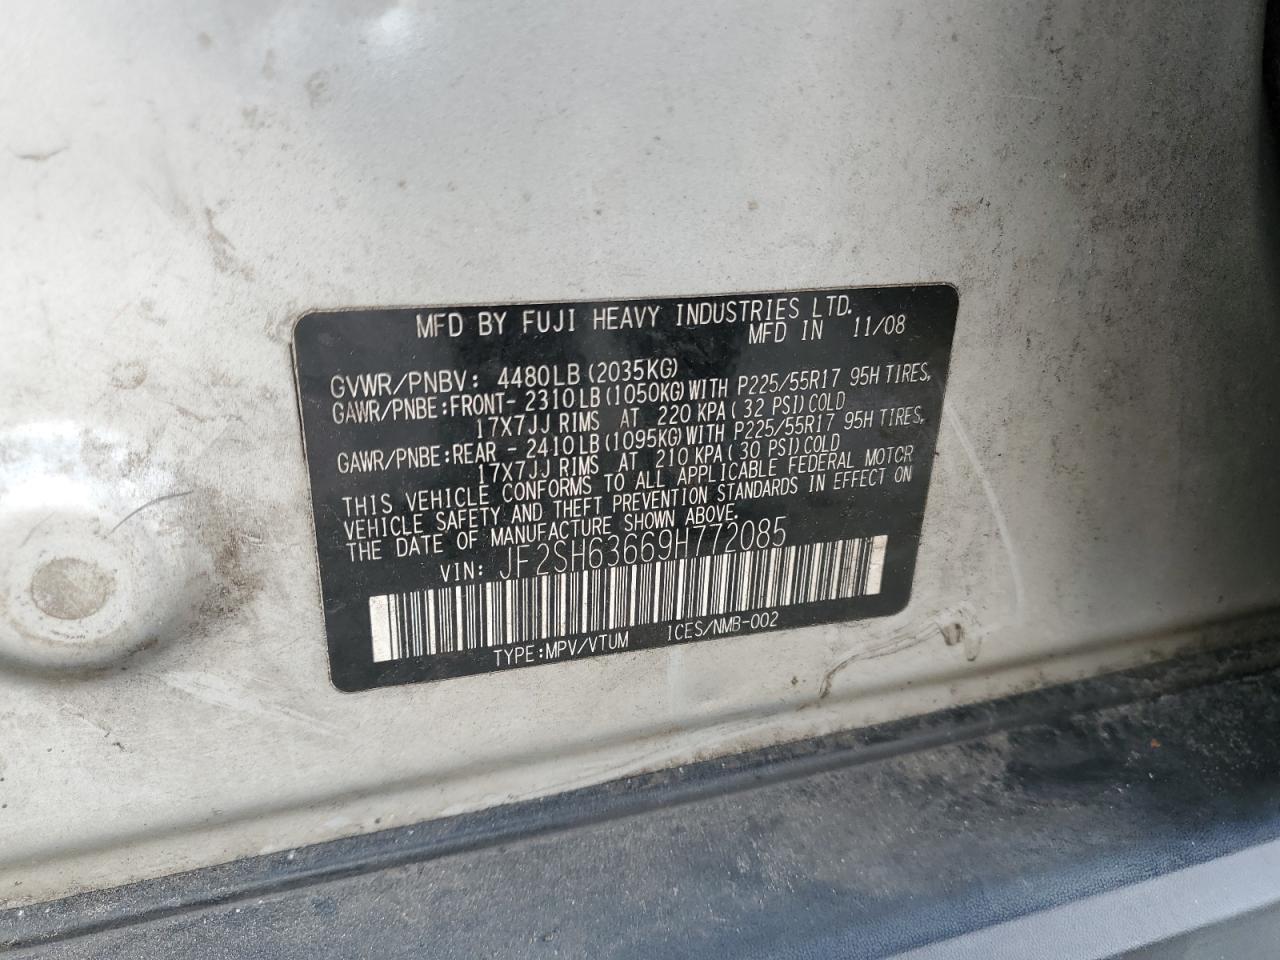 MFD BY FUJI HEAVY INDUSTRIES LTD.
MFD IN 11/08
GVWR/PNBV: 4480LB(2035KG)
GAWR/PNBE:FRONT- 2310LB(1050KG)WITH P225/55R17 95H TIRES,
17X7JJ RIMS AT 220 KPA(32 PSI)COLD
GAWR/PNBE:REAR - 2410LB(1095KG)WITH P225/55R17 95H TIRES,
17X7JJ RIMS AT 210 KPA(30 PSI)COLD
THIS VEHICLE CONFORMS TO ALL APPLICABLE FEDERAL MOTOR
VEHICLE SAFETY AND THEFT PREVENTION STANDARDS IN EFFECT ON
THE DATE OF MANUFACTURE SHOWN ABOVE.
VIN: JF2SH63669H772085
TYPE:MPV/VTUM ICES/NMB-002